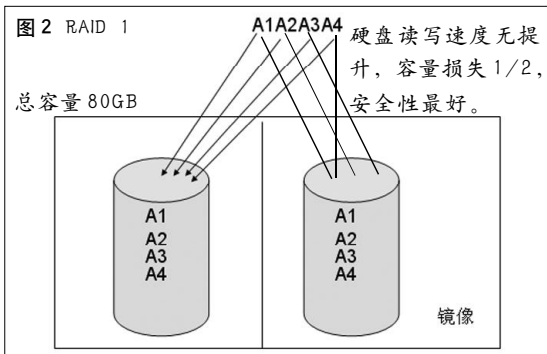 图2 RAID 1
A1A2A3A4
硬盘读写速度无提
升，容量损失1/2，
安全性最好。
总容量80GB
A1
A2
A3
A4
A1
A2
A3
A4
镜像